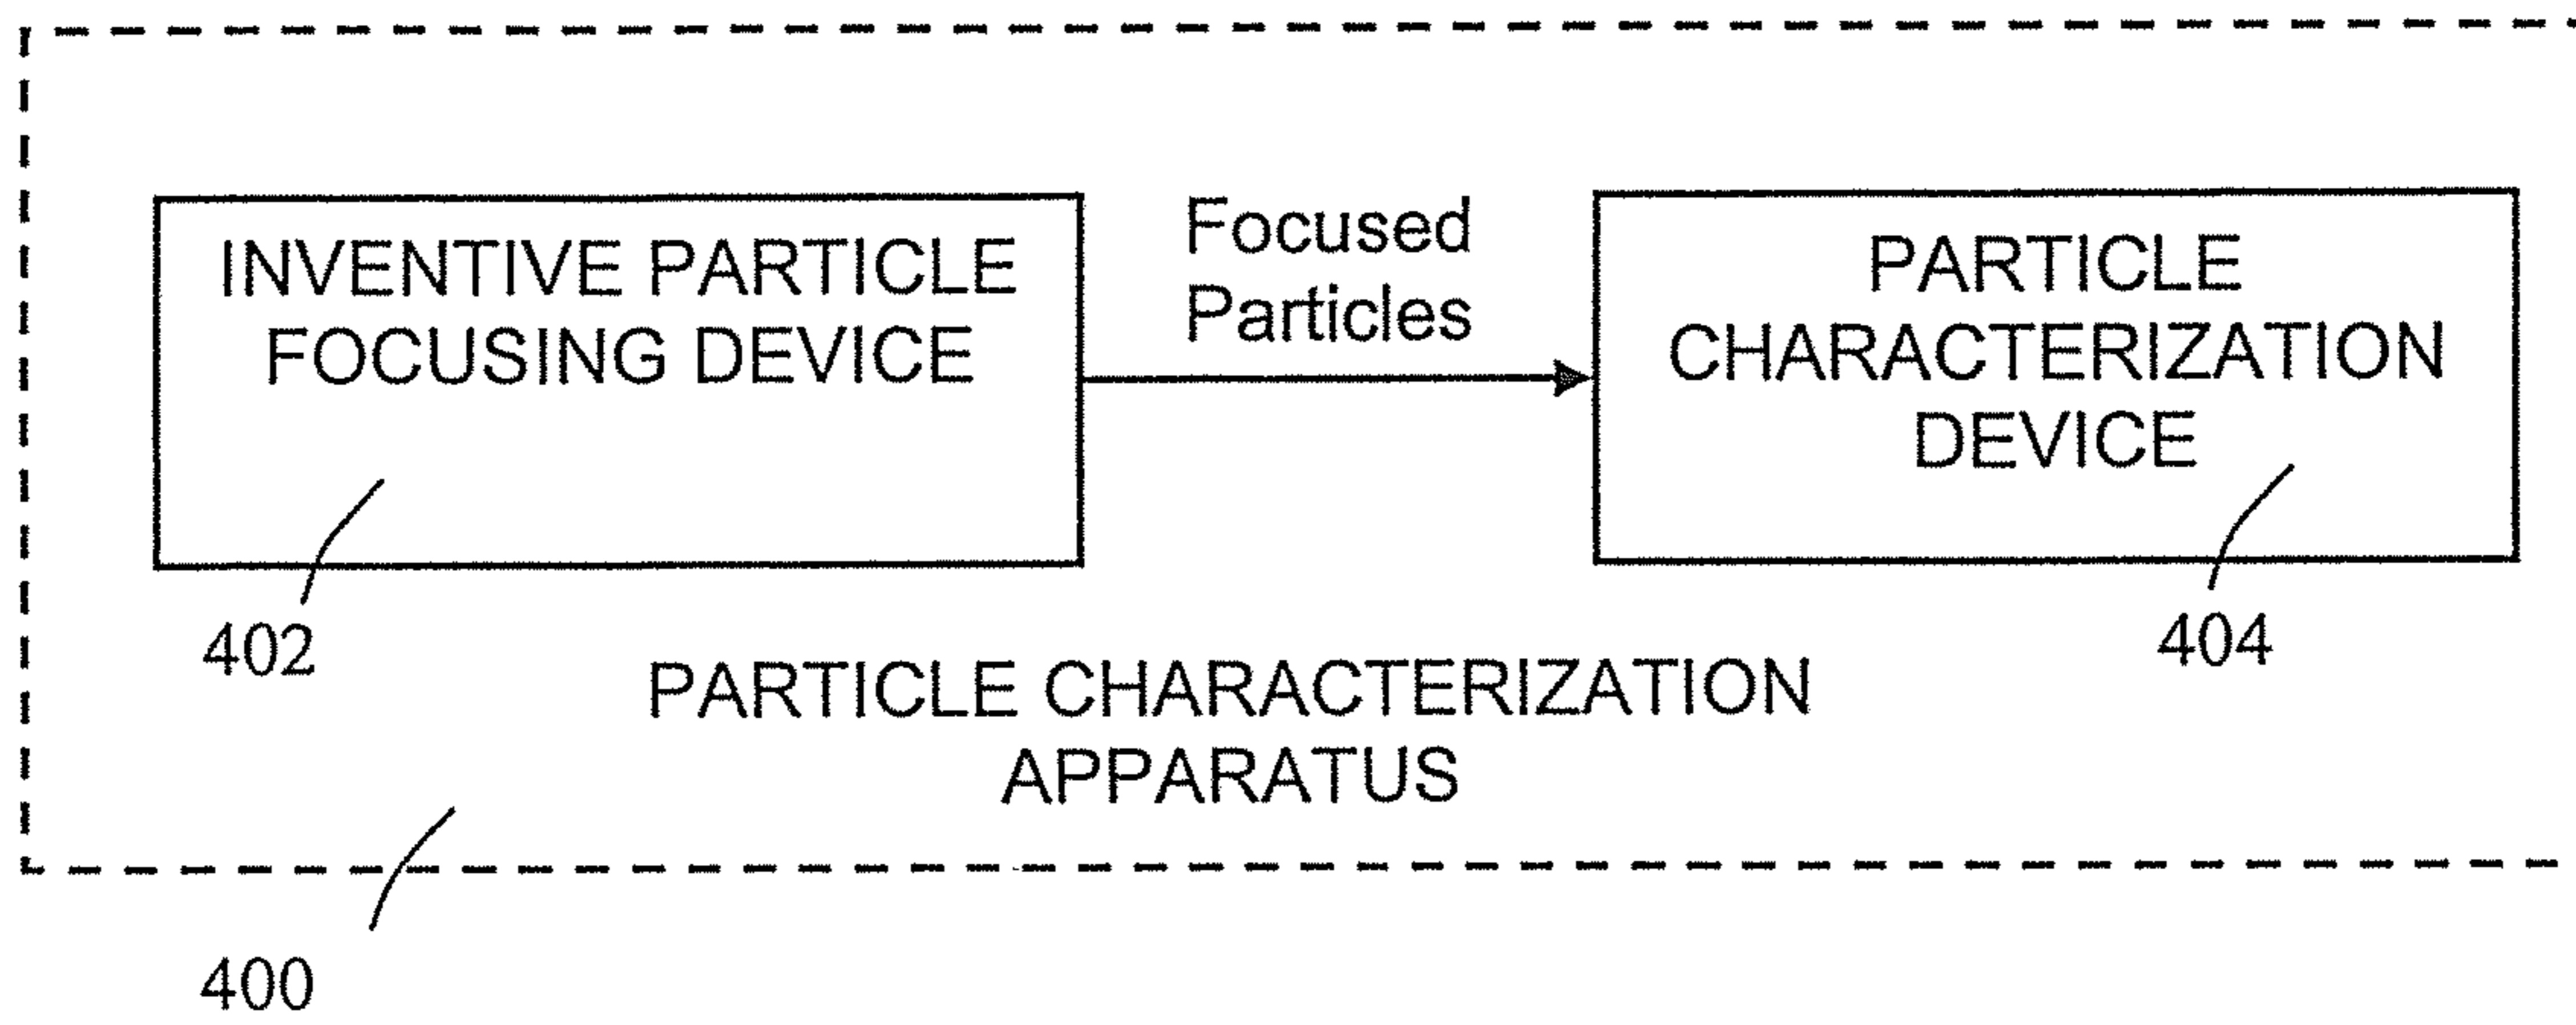 INVENTIVE PARTICLE
FOCUSING DEVICE
402
Focused
Particles
PARTICLE
CHARACTERIZATION
DEVICE
404
PARTICLE CHARACTERIZATION
APPARATUS
400